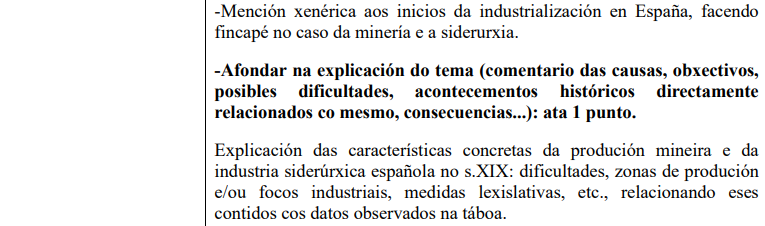 -Mención xenérica aos inicios da industrialización en España, facendo
fincapé no caso da minería e a siderurxia.
-Afondar na explicación do tema (comentario das causas, obxectivos,
posibles dificultades, acontecementos históricos directamente
relacionados co mesmo, consecuencias...): ata 1 punto.
Explicación das características concretas da produción mineira e da
industria siderúrxica española no s.XIX: dificultades, zonas de produción
e/ou focos industriais, medidas lexislativas, etc., relacionando eses
contidos cos datos observados na táboa.